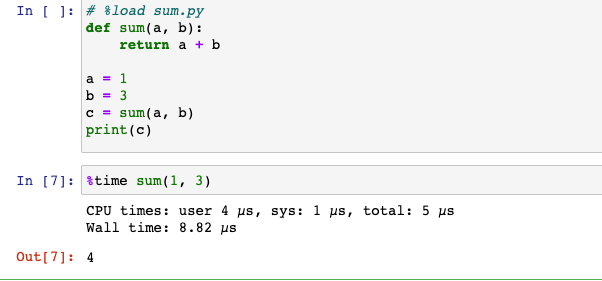 In [ ]: # %load sum.py
def sum(a, b):
    return a + b
a = 1
b = 3
c = sum(a, b)
print(c)
In [7]: %time sum(1, 3)
CPU times: user 4 µs, sys: 1 µs, total: 5 µs
Wall time: 8.82 µs
Out[7]: 4